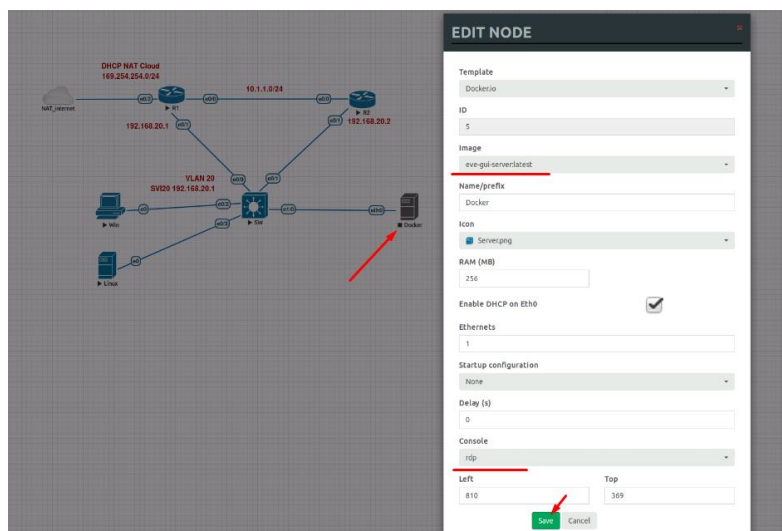 EDIT NODE
Template
Docker.io
ID
5
Image
eve-gui-server:latest
Name/prefix
Docker
Icon
Server.png
RAM (MB)
256
Enable DHCP on Eth0
Ethernets
1
Startup configuration
None
Delay (s)
0
Console
rdp
Left Top
810 369
Save Cancel
DHCP NAT Cloud
169.254.254.0/24
NAT_internet
e0/2
R1
e0/0
10.1.1.0/24
e0/0
R2
192.168.20.1
e0/1
e0/1
192.168.20.2
VLAN 20
SVI20 192.168.20.1
e0/0
e0/1
Win
e0
e0/2
SW
e1/0
Docker
Linux
e0
e0/3